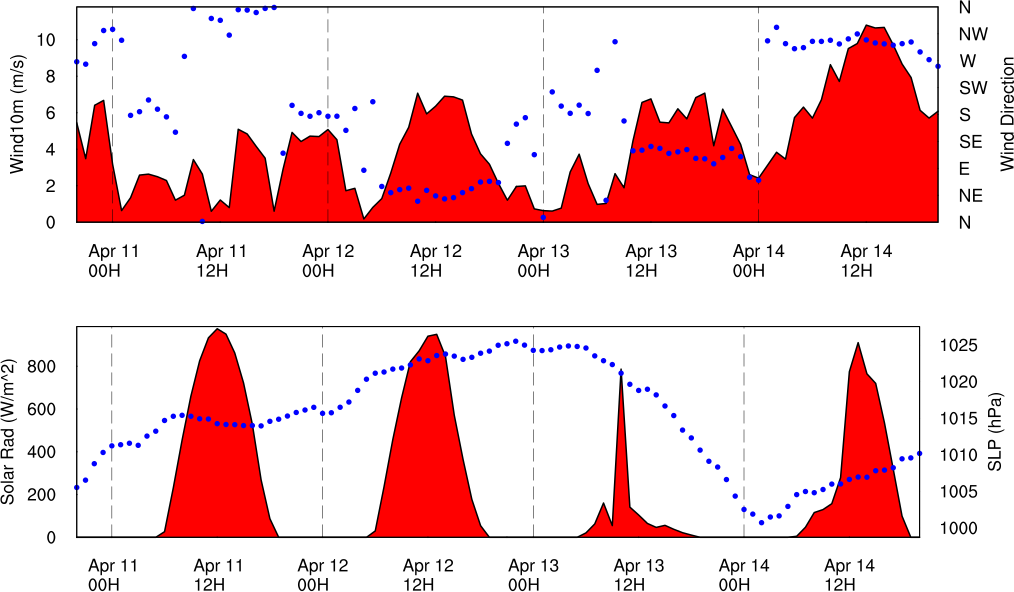 Wind10m (m/s)
10
8
6
4
2
0
N
NW
W
SW
S
SE
E
NE
N
Wind Direction
Apr 11 Apr 11 Apr 12 Apr 12 Apr 13 Apr 13 Apr 14 Apr 14
00H 12H 00H 12H 00H 12H 00H 12H
Solar Rad (W/m^2)
800
600
400
200
0
1025
1020
1015
1010
1005
1000
SLP (hPa)
Apr 11 Apr 11 Apr 12 Apr 12 Apr 13 Apr 13 Apr 14 Apr 14
00H 12H 00H 12H 00H 12H 00H 12H